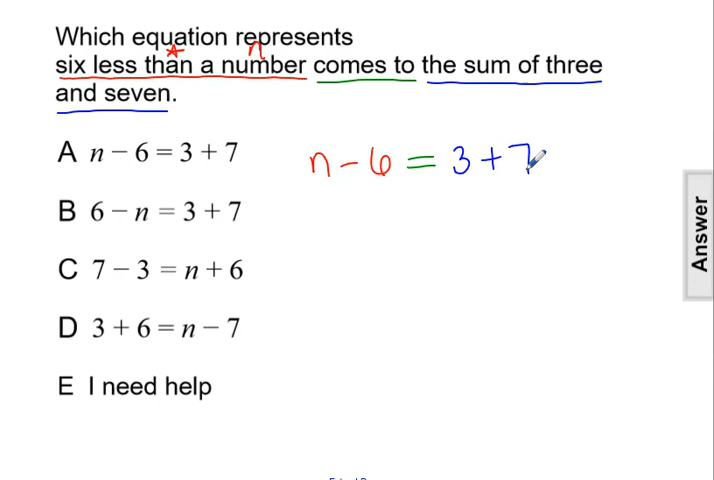 Which equation represents
n
six less than a number comes to the sum of three
and seven.
A n − 6 = 3 + 7
n − 6 = 3 + 7
B 6 − n = 3 + 7
C 7 − 3 = n + 6
D 3 + 6 = n − 7
E I need help
Answer